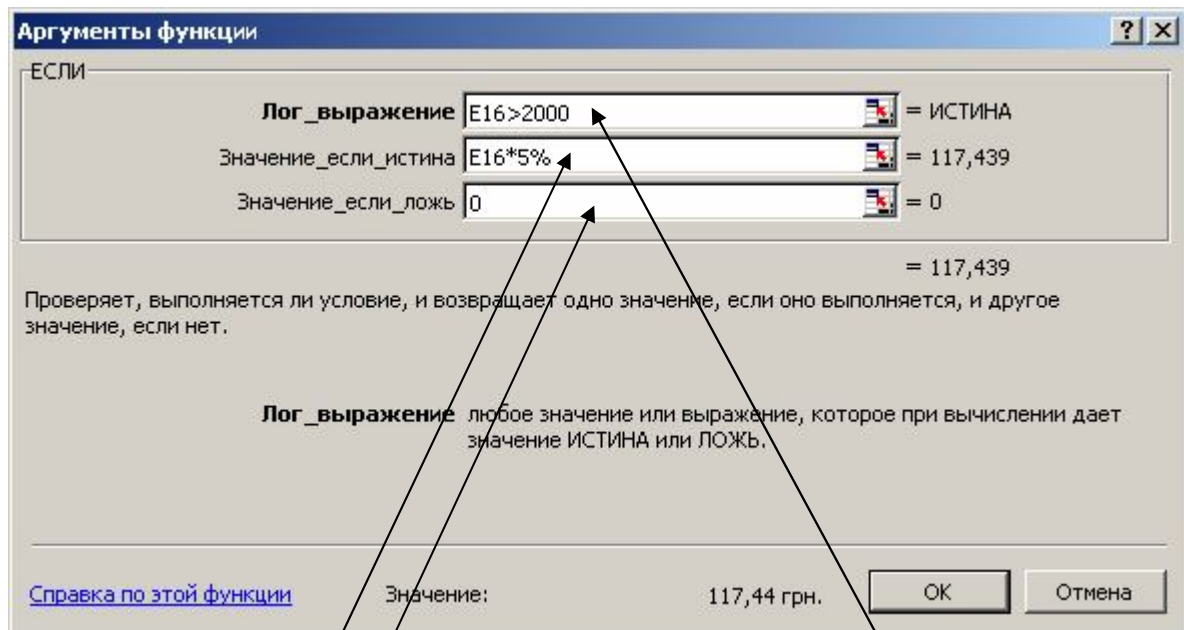 Аргументы функции
ЕСЛИ
Лог_выражение E16>2000 = ИСТИНА
Значение_если_истина E16*5% = 117,439
Значение_если_ложь 0 = 0
= 117,439
Проверяет, выполняется ли условие, и возвращает одно значение, если оно выполняется, и другое
значение, если нет.
Лог_выражение любое значение или выражение, которое при вычислении дает
значение ИСТИНА или ЛОЖЬ.
Справка по этой функции Значение: 117,44 грн. OK Отмена